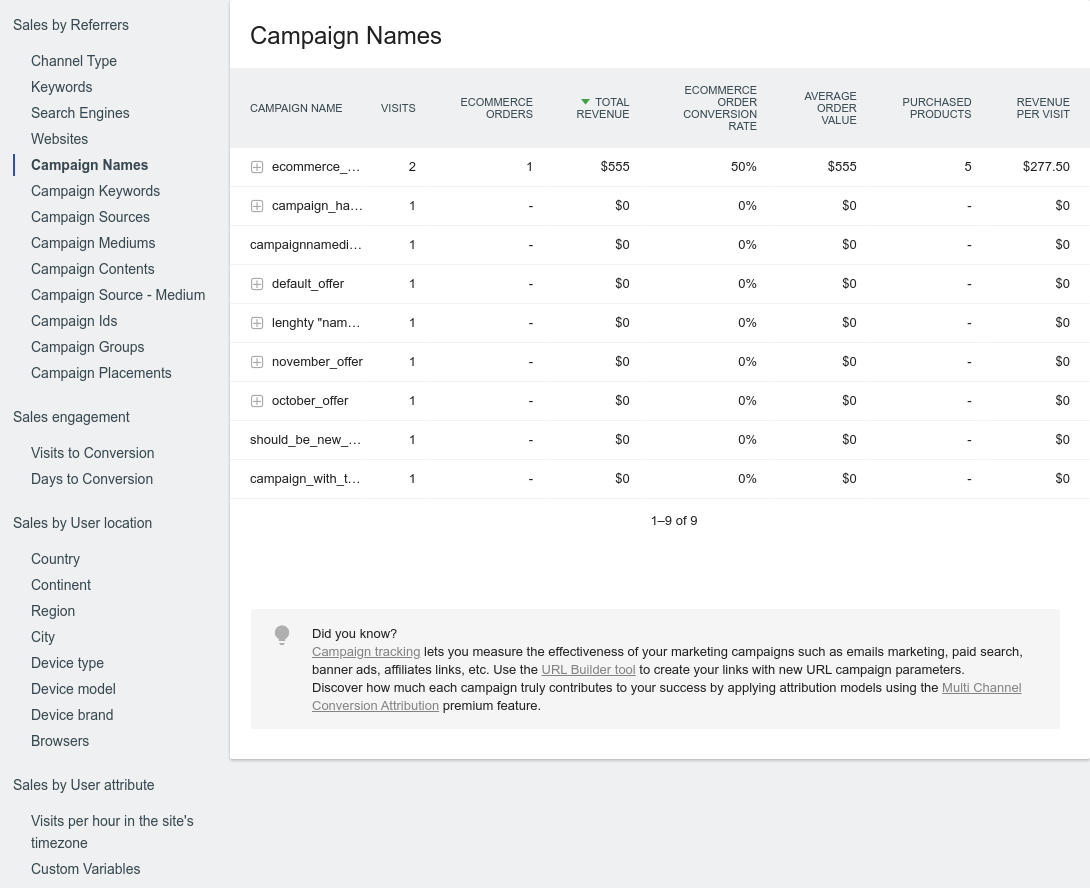 Sales by Referrers
Channel Type
Keywords
Search Engines
Websites
Campaign Names
Campaign Keywords
Campaign Sources
Campaign Mediums
Campaign Contents
Campaign Source - Medium
Campaign Ids
Campaign Groups
Campaign Placements
Sales engagement
Visits to Conversion
Days to Conversion
Sales by User location
Country
Continent
Region
City
Device type
Device model
Device brand
Browsers
Sales by User attribute
Visits per hour in the site's
timezone
Custom Variables
Campaign Names
CAMPAIGN NAME VISITS ECOMMERCE ORDERS TOTAL REVENUE ECOMMERCE ORDER CONVERSION RATE AVERAGE ORDER VALUE PURCHASED PRODUCTS REVENUE PER VISIT
ecommerce_... 2 1 $555 50% $555 5 $277.50
campaign_ha... 1 - $0 0% $0 - $0
campaignnamedi... 1 - $0 0% $0 - $0
default_offer 1 - $0 0% $0 - $0
lenghty "nam... 1 - $0 0% $0 - $0
november_offer 1 - $0 0% $0 - $0
october_offer 1 - $0 0% $0 - $0
should_be_new_... 1 - $0 0% $0 - $0
campaign_with_t... 1 - $0 0% $0 - $0
1–9 of 9
Did you know?
Campaign tracking lets you measure the effectiveness of your marketing campaigns such as emails marketing, paid search,
banner ads, affiliates links, etc. Use the URL Builder tool to create your links with new URL campaign parameters.
Discover how much each campaign truly contributes to your success by applying attribution models using the Multi Channel
Conversion Attribution premium feature.